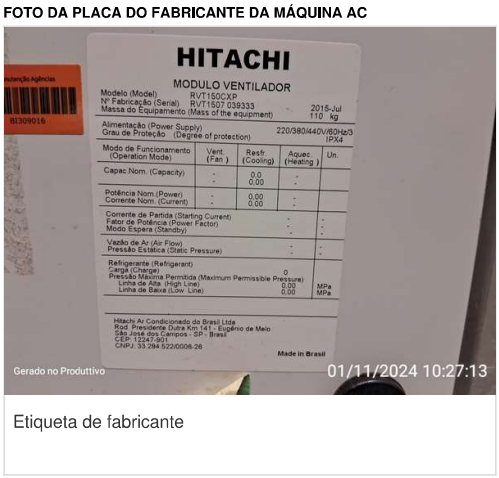 FOTO DA PLACA DO FABRICANTE DA MÁQUINA AC
HITACHI
MODULO VENTILADOR
Modelo (Model) RVT150CXP
Nº Fabricação (Serial) RVT1507 039333 2015-Jul
Massa do Equipamento (Mass of the equipment) 110 kg
Alimentação (Power Supply) 220/380/440V/60Hz/3
Grau de Proteção (Degree of protection) IPX4
Modo de Funcionamento Vent. Resfr. Aquec. Un.
(Operation Mode) (Fan) (Cooling) (Heating)
Capac Nom. (Capacity) - 0,0 -
- 0,00 -
Potência Nom (Power) - 0,00 -
Corrente Nom. (Current) - 0,00 -
Corrente de Partida (Starting Current) - -
Fator de Potência (Power Factor) - -
Modo Espera (Standby) - -
Vazão de Ar (Air Flow) - -
Pressão Estática (Static Pressure) - -
Refrigerante (Refrigerant)
Carga (Charge) 0
Pressão Máxima Permitida (Maximum Permissible Pressure)
Linha de Alta (High Line) 0,00 MPa
Linha de Baixa (Low Line) 0,00 MPa
Hitachi Ar Condicionado do Brasil Ltda
Rod. Presidente Dutra Km 141 - Eugênio de Melo
São José dos Campos - SP - Brasil
CEP: 12247-901
CNPJ: 33 294 522/0006-26
Made in Brasil
manutenção Agências
BI309016
Gerado no Produttivo
01/11/2024 10:27:13
Etiqueta de fabricante